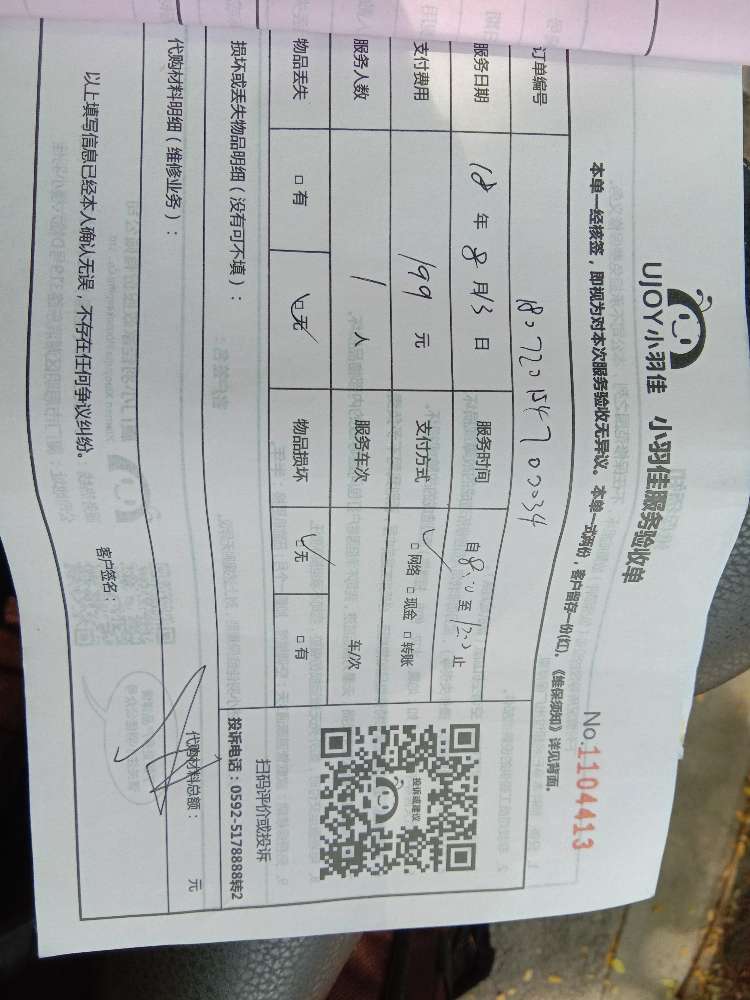 UJOY小羽佳 小羽佳服务验收单
No.1104413
本单一经核签，即视为对本次服务验收无异议。本单一式两份，客户留存一份(红)。《维保须知》详见背面。
订单编号
服务日期 18 年 8 月 13 日 服务时间 自 8:00 至 12:00 止
支付费用 199 元 支付方式 ✓ □ 网络 □ 现金 □ 转账
服务人数 1 人 服务车次 车/次
物品丢失 □ 有 ☑ 无 物品损坏 ☑ 无 □ 有
投诉或建议
扫码评价或投诉
投诉电话：0592-5178888转2
损坏或丢失物品明细（没有可不填）：
代购材料明细（维修业务）：
代购材料总额： 元
以上填写信息已经本人确认无误，不存在任何争议纠纷。
客户签名：